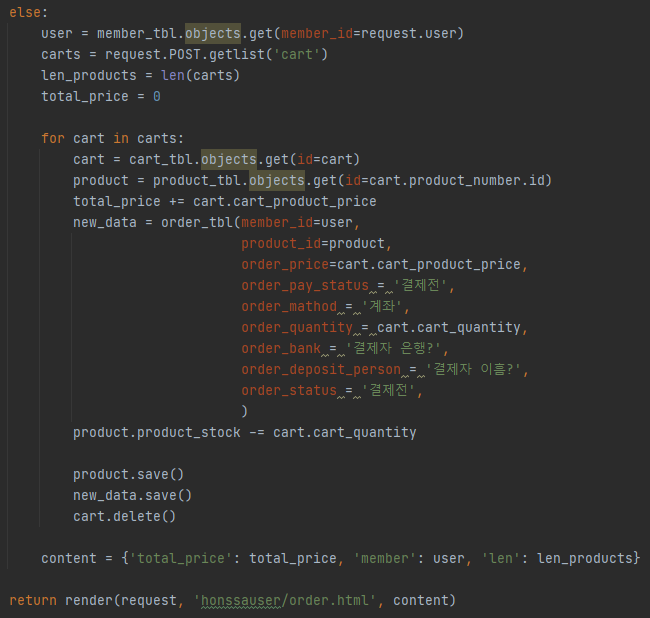 else:
    user = member_tbl.objects.get(member_id=request.user)
    carts = request.POST.getlist('cart')
    len_products = len(carts)
    total_price = 0

    for cart in carts:
        cart = cart_tbl.objects.get(id=cart)
        product = product_tbl.objects.get(id=cart.product_number.id)
        total_price += cart.cart_product_price
        new_data = order_tbl(member_id=user,
                             product_id=product,
                             order_price=cart.cart_product_price,
                             order_pay_status = '결제전',
                             order_mathod = '계좌',
                             order_quantity = cart.cart_quantity,
                             order_bank = '결제자 은행?',
                             order_deposit_person = '결제자 이흠?',
                             order_status = '결제전',
                             )
        product.product_stock -= cart.cart_quantity

        product.save()
        new_data.save()
        cart.delete()

    content = {'total_price': total_price, 'member': user, 'len': len_products}

return render(request, 'honssauser/order.html', content)